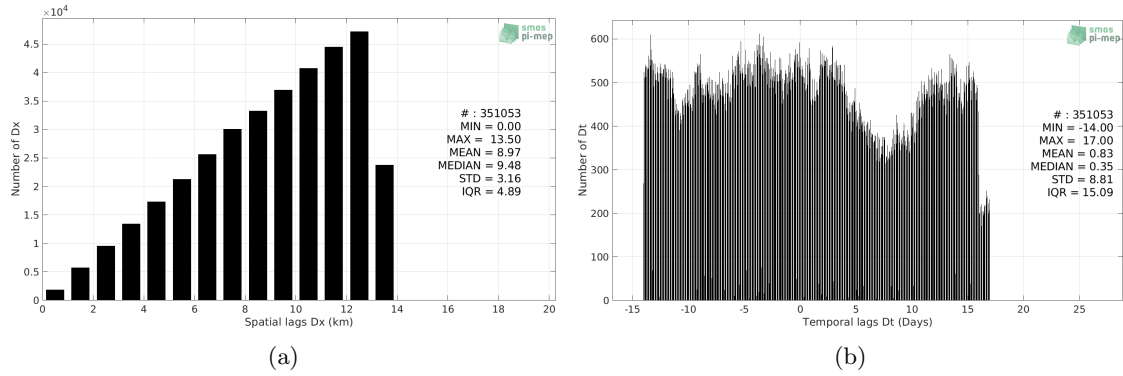 ×10⁴
4.5
4
3.5
3
2.5
2
1.5
1
0.5
0
Number of Dx
0 2 4 6 8 10 12 14 16 18 20
Spatial lags Dx (km)
smos
pi-mep
# : 351053
MIN = 0.00
MAX = 13.50
MEAN = 8.97
MEDIAN = 9.48
STD = 3.16
IQR = 4.89
(a)
600
500
400
300
200
100
0
Number of Dt
-15 -10 -5 0 5 10 15 20 25
Temporal lags Dt (Days)
smos
pi-mep
# : 351053
MIN = -14.00
MAX = 17.00
MEAN = 0.83
MEDIAN = 0.35
STD = 8.81
IQR = 15.09
(b)